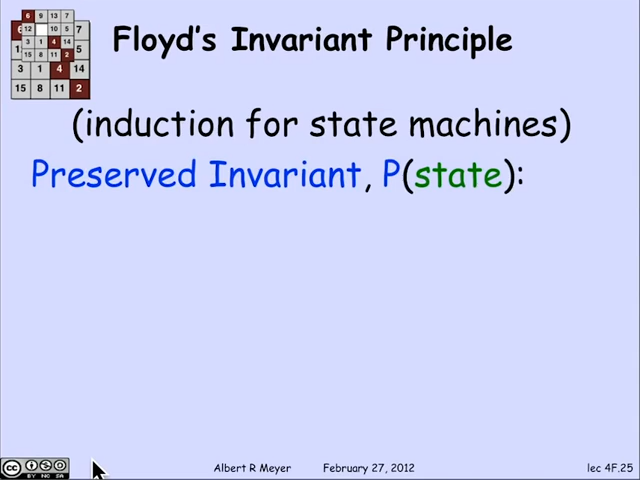 Floyd's Invariant Principle
(induction for state machines)
Preserved Invariant, P(state):
Albert R Meyer February 27, 2012 lec 4F.25